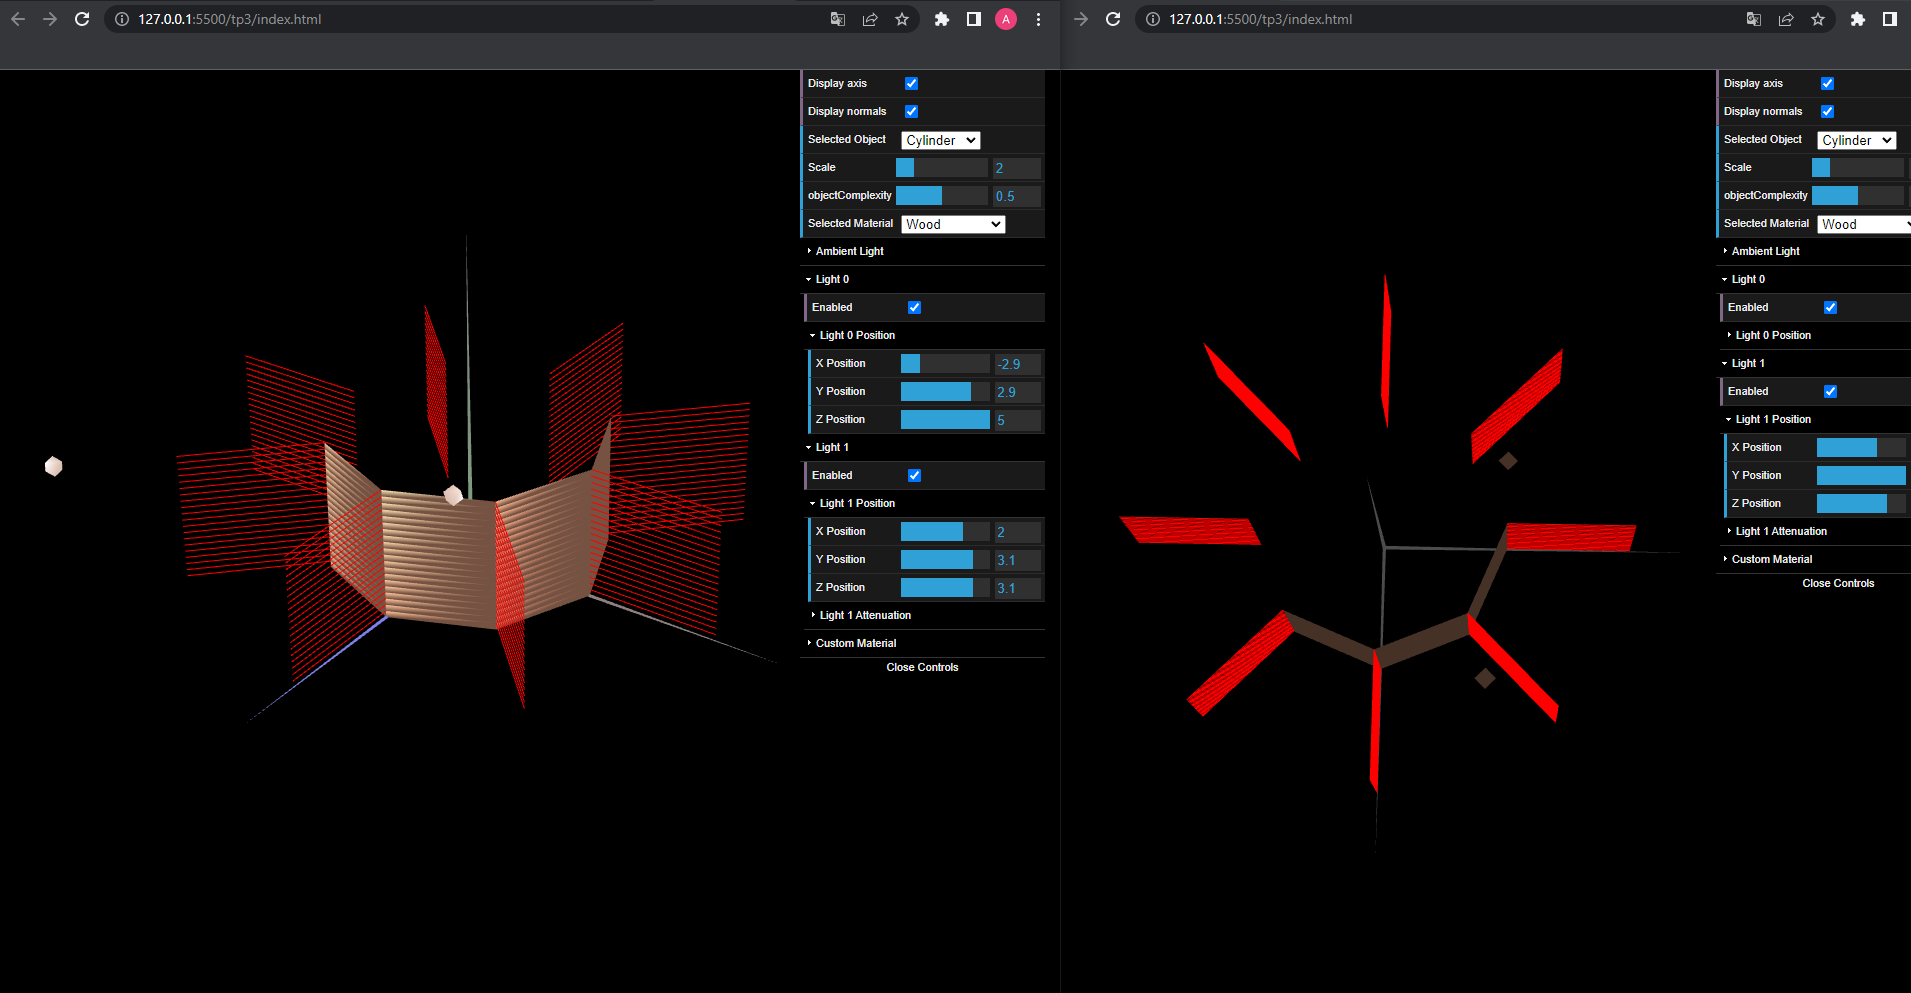 127.0.0.1:5500/tp3/index.html
A
Display axis
Display normals
Selected Object Cylinder
Scale 2
objectComplexity 0.5
Selected Material Wood
Ambient Light
Light 0
Enabled
Light 0 Position
X Position -2.9
Y Position 2.9
Z Position 5
Light 1
Enabled
Light 1 Position
X Position 2
Y Position 3.1
Z Position 3.1
Light 1 Attenuation
Custom Material
Close Controls
127.0.0.1:5500/tp3/index.html
Display axis
Display normals
Selected Object Cylinder
Scale
objectComplexity
Selected Material Wood
Ambient Light
Light 0
Enabled
Light 0 Position
Light 1
Enabled
Light 1 Position
X Position
Y Position
Z Position
Light 1 Attenuation
Custom Material
Close Controls